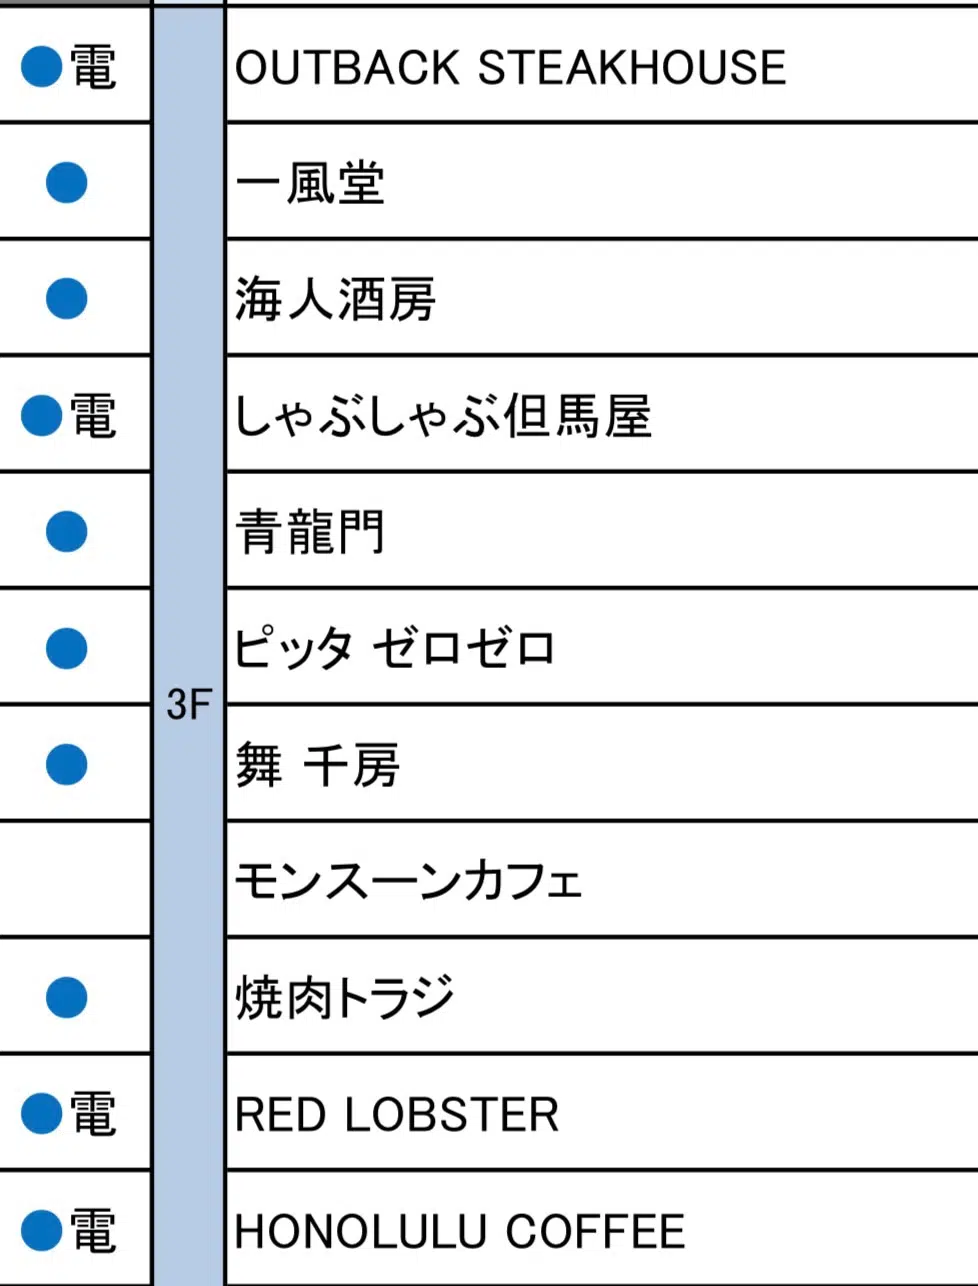 ●電 OUTBACK STEAKHOUSE
● 一風堂
● 海人酒房
●電 しゃぶしゃぶ但馬屋
● 青龍門
● ピッタ ゼロゼロ
3F
● 舞 千房
モンスーンカフェ
● 焼肉トラジ
●電 RED LOBSTER
●電 HONOLULU COFFEE